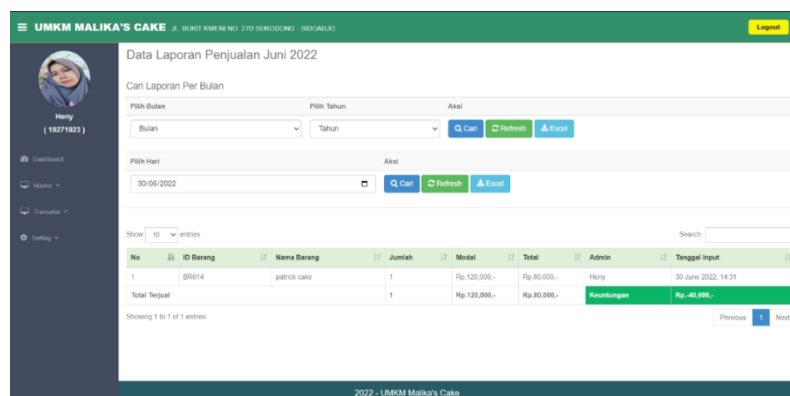 UMKM MALIKA'S CAKE JL. BUKIT KWENI NO. 27D SUKODONO - SIDOARJO
Logout
Data Laporan Penjualan Juni 2022
Cari Laporan Per Bulan
Pilih Bulan Pilih Tahun Aksi
Bulan Tahun Cari Refresh Excel
Heny
( 19271923 )
Dashboard
Master
Transaksi
Setting
Pilih Hari Aksi
30/06/2022 Cari Refresh Excel
Show 10 entries Search:
No ID Barang Nama Barang Jumlah Modal Total Admin Tanggal Input
1 BR014 patrick cake 1 Rp.120,000,- Rp.80,000,- Heny 30 June 2022, 14:31
Total Terjual 1 Rp.120,000,- Rp.80,000,- Keuntungan Rp.-40,000,-
Showing 1 to 1 of 1 entries Previous 1 Next
2022 - UMKM Malika's Cake